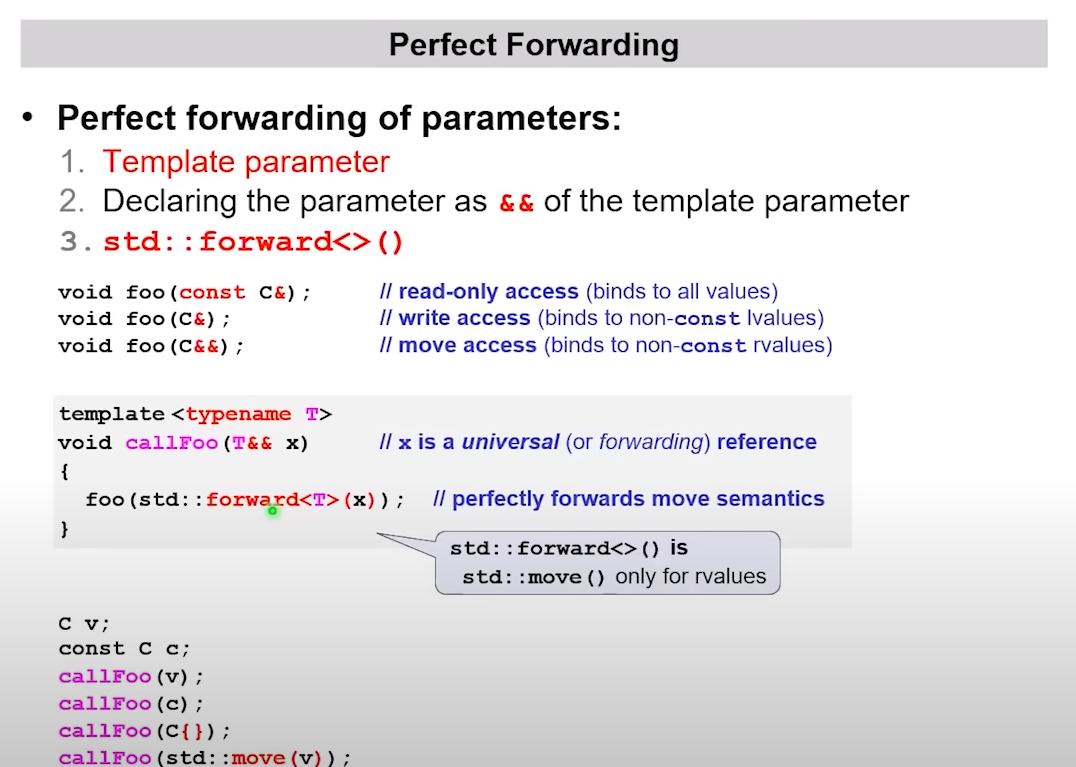 Perfect Forwarding
• Perfect forwarding of parameters:
1. Template parameter
2. Declaring the parameter as && of the template parameter
3. std::forward<>()
void foo(const C&); // read-only access (binds to all values)
void foo(C&); // write access (binds to non-const lvalues)
void foo(C&&); // move access (binds to non-const rvalues)
template <typename T>
void callFoo(T&& x) // x is a universal (or forwarding) reference
{
foo(std::forward<T>(x)); // perfectly forwards move semantics
}
std::forward<>() is
std::move() only for rvalues
C v;
const C c;
callFoo(v);
callFoo(c);
callFoo(C{});
callFoo(std::move(v));